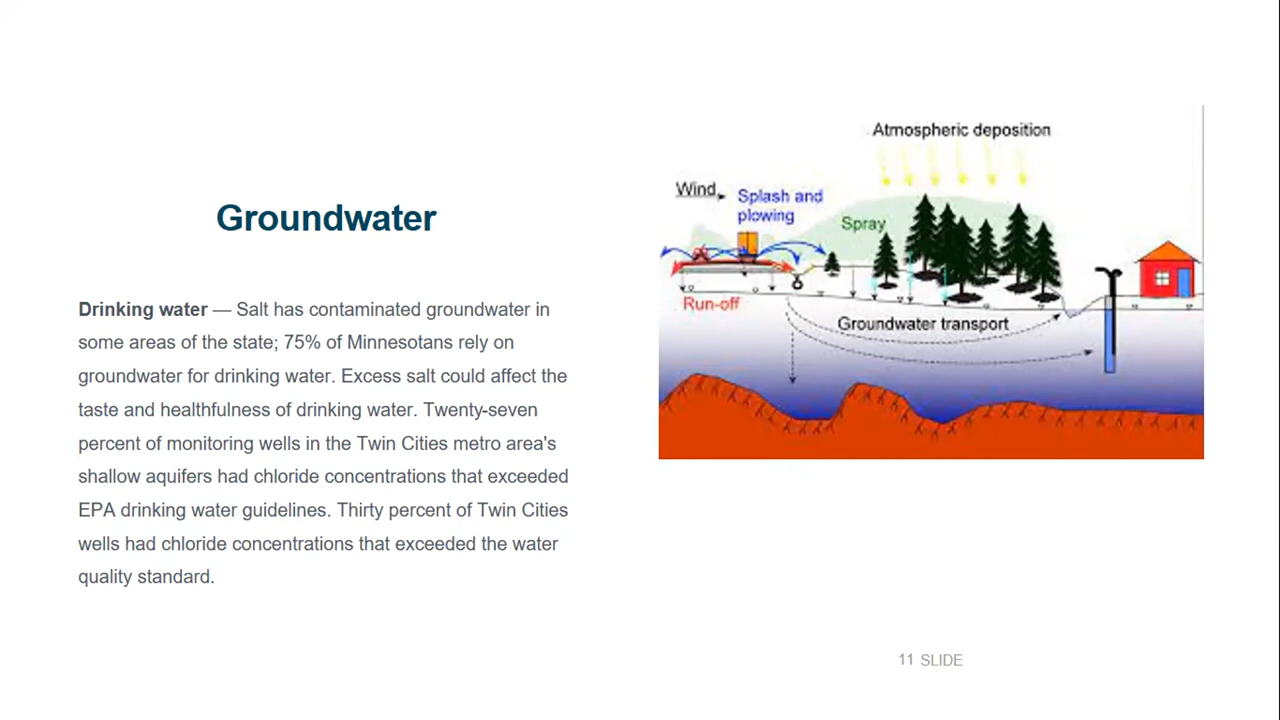 Groundwater
Drinking water — Salt has contaminated groundwater in
some areas of the state; 75% of Minnesotans rely on
groundwater for drinking water. Excess salt could affect the
taste and healthfulness of drinking water. Twenty-seven
percent of monitoring wells in the Twin Cities metro area's
shallow aquifers had chloride concentrations that exceeded
EPA drinking water guidelines. Thirty percent of Twin Cities
wells had chloride concentrations that exceeded the water
quality standard.
Atmospheric deposition
Wind
Splash and
plowing
Spray
Run-off
Groundwater transport
11 SLIDE